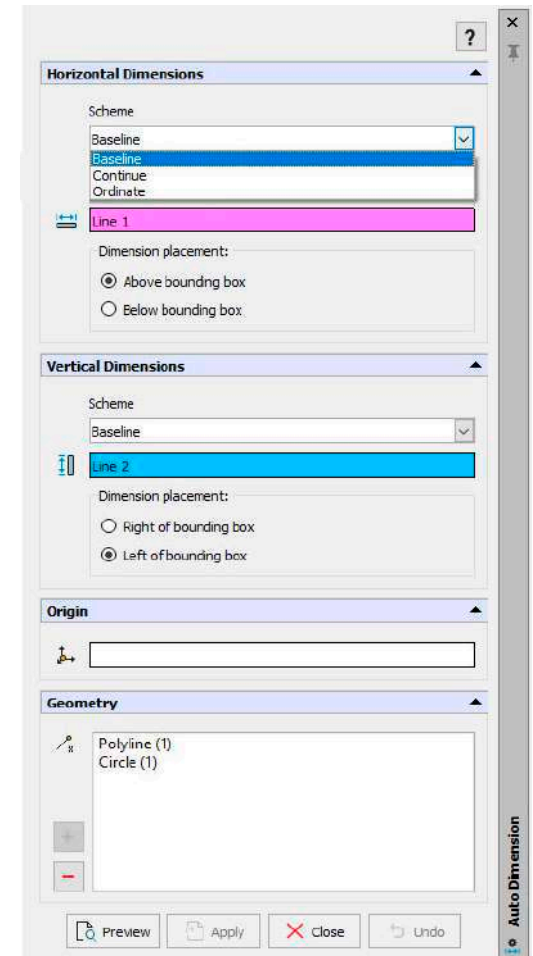 ?
Horizontal Dimensions
Scheme
Baseline
Baseline
Continue
Ordinate
Line 1
Dimension placement:
Above bounding box
Below bounding box
Vertical Dimensions
Scheme
Baseline
Line 2
Dimension placement:
Right of bounding box
Left of bounding box
Origin
Geometry
Polyline (1)
Circle (1)
Preview Apply Close Undo
Auto Dimension